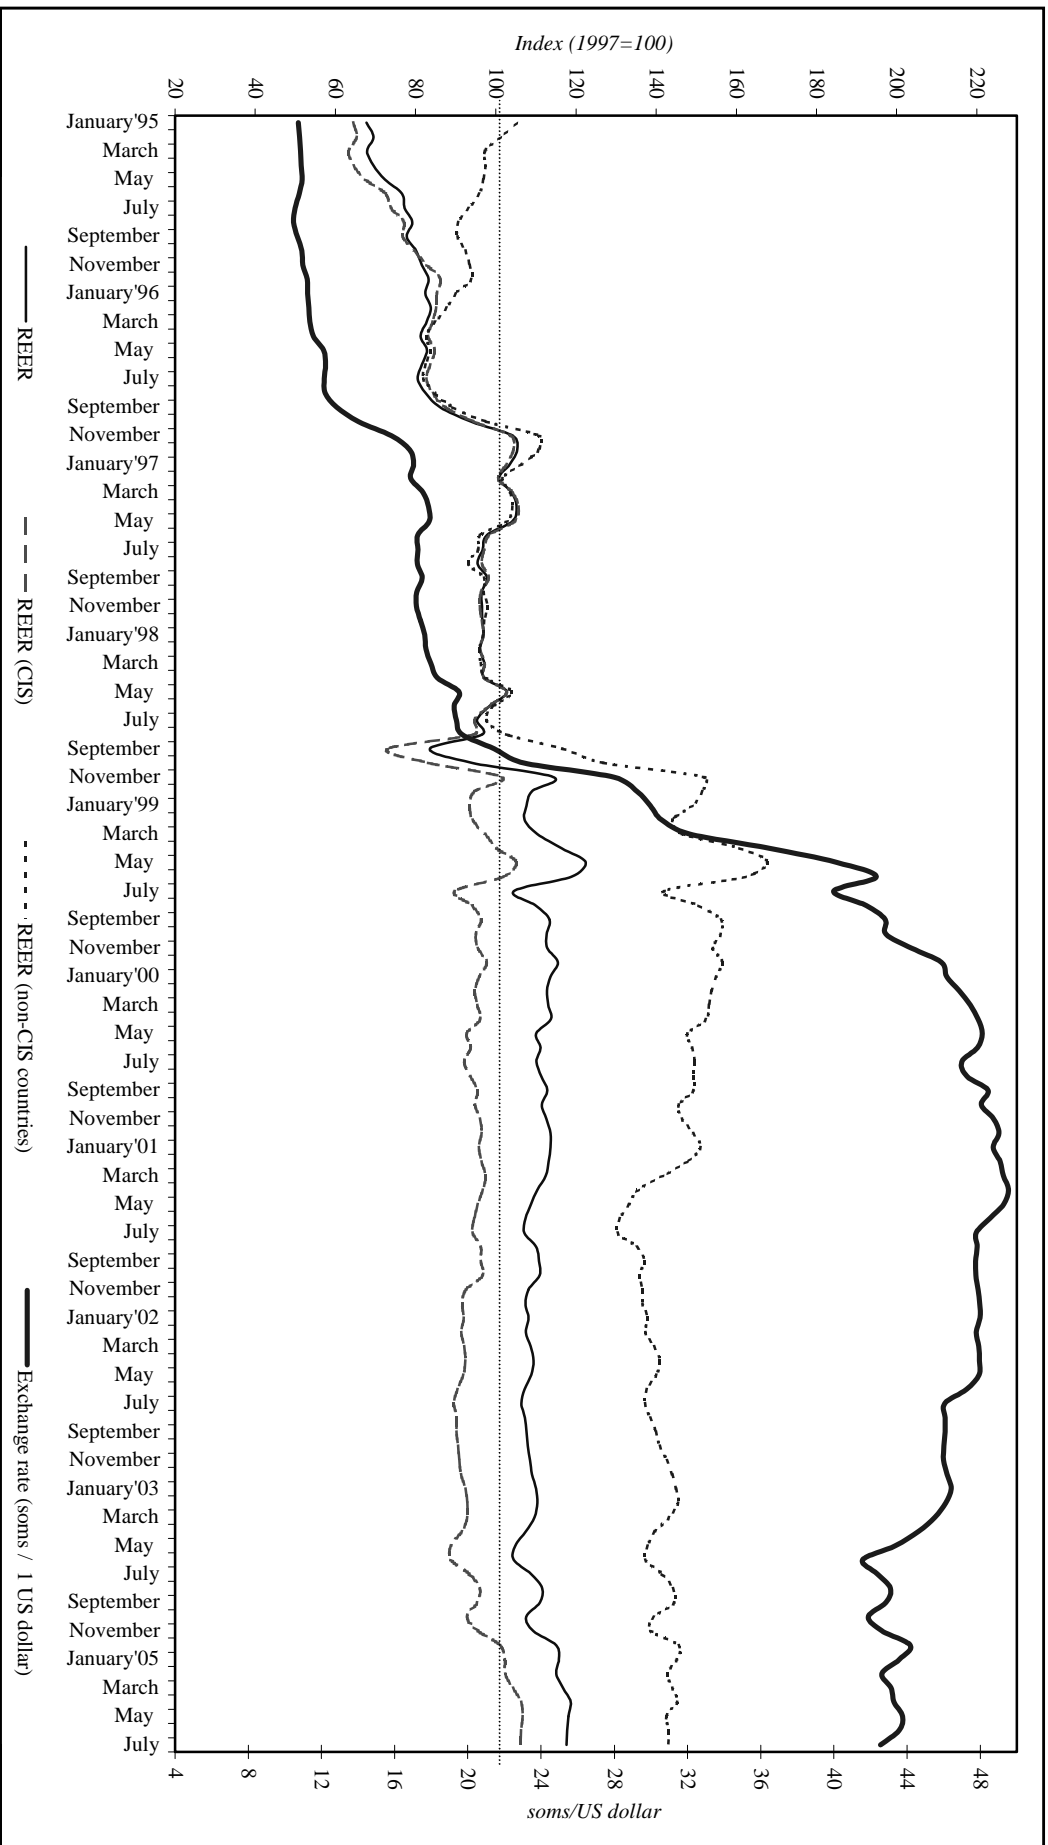 Index (1997=100)
20
40
60
80
100
120
140
160
180
200
220
January'95
March
May
July
September
November
January'96
March
May
July
September
November
January'97
March
May
July
September
November
January'98
March
May
July
September
November
January'99
March
May
July
September
November
January'00
March
May
July
September
November
January'01
March
May
July
September
November
January'02
March
May
July
September
November
January'03
March
May
July
September
November
January'05
March
May
July
4
8
12
16
20
24
28
32
36
40
44
48
soms/US dollar
REER
REER (CIS)
REER (non-CIS countries)
Exchange rate (soms / 1 US dollar)